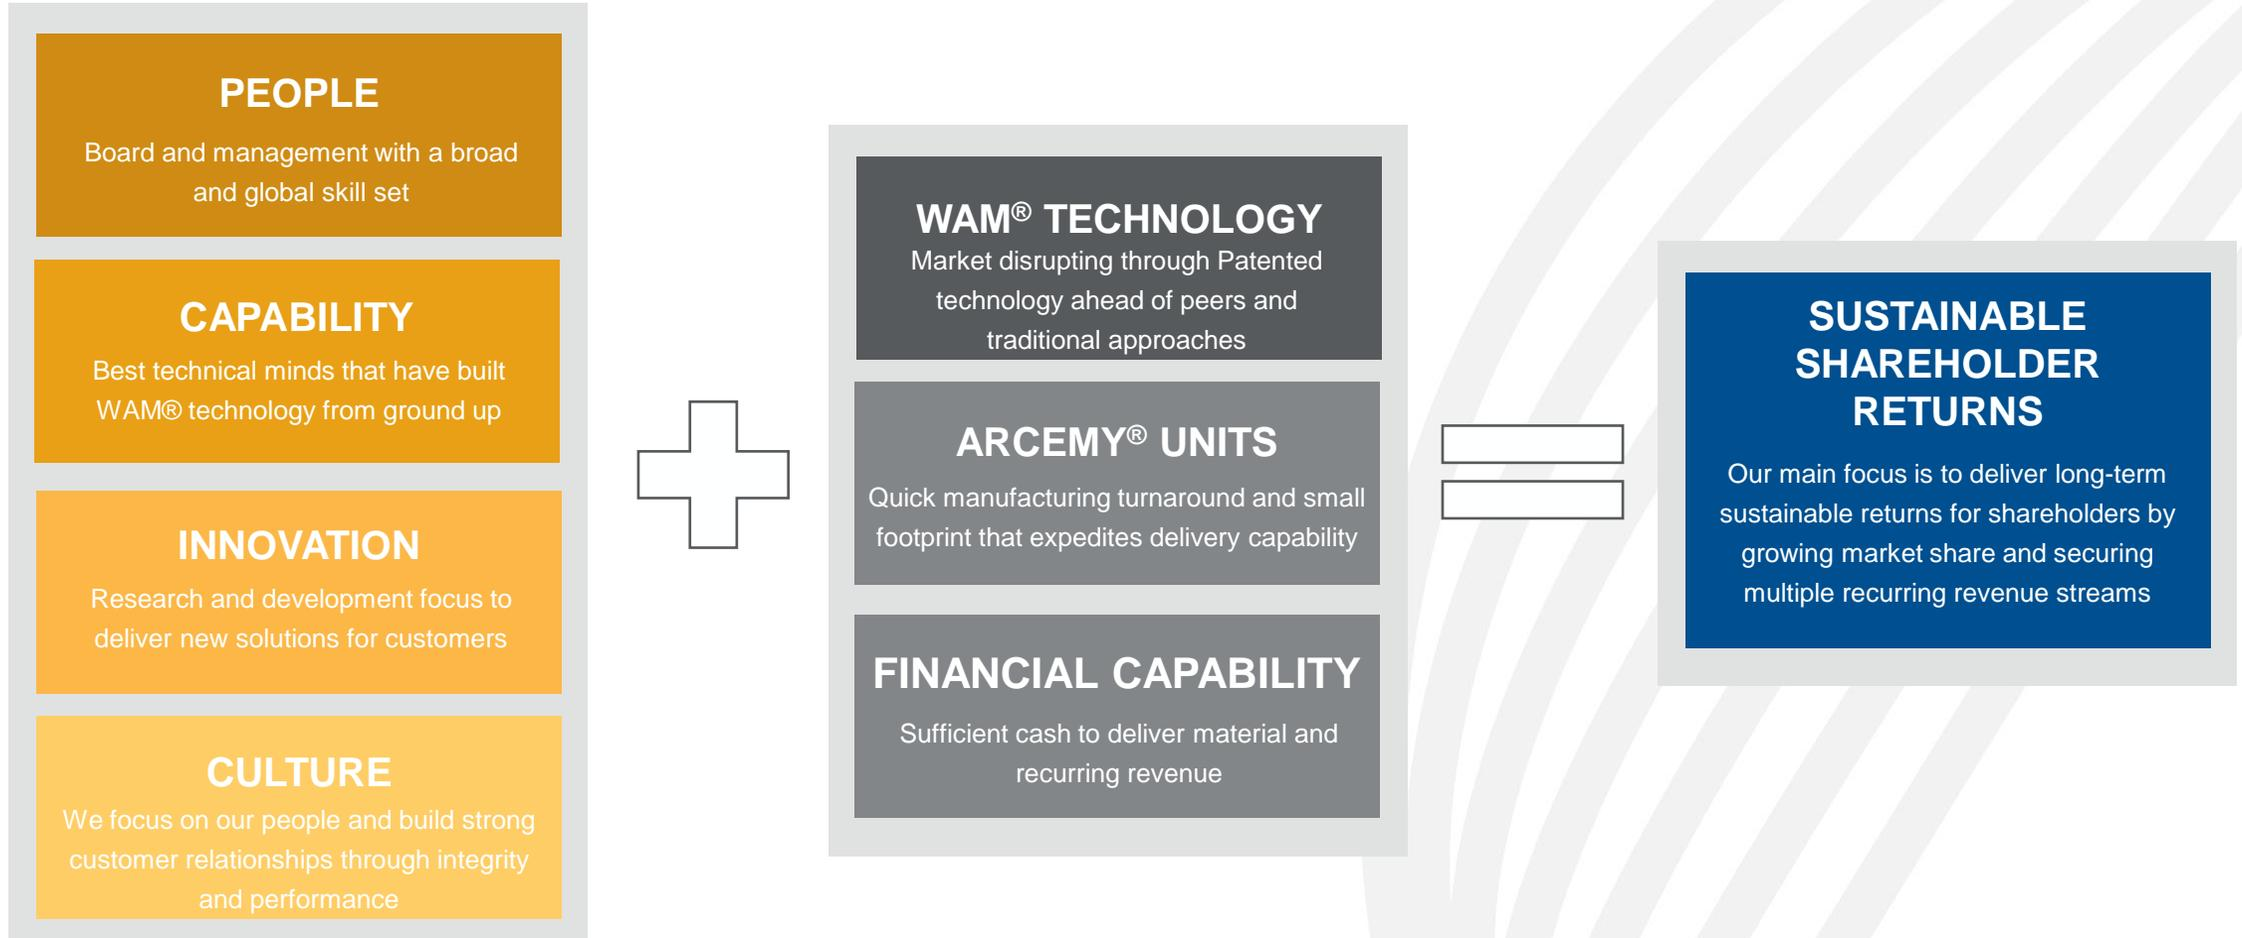 PEOPLE
Board and management with a broad
and global skill set
CAPABILITY
Best technical minds that have built
WAM® technology from ground up
INNOVATION
Research and development focus to
deliver new solutions for customers
CULTURE
We focus on our people and build strong
customer relationships through integrity
and performance
WAM® TECHNOLOGY
Market disrupting through Patented
technology ahead of peers and
traditional approaches
ARCEMY® UNITS
Quick manufacturing turnaround and small
footprint that expedites delivery capability
FINANCIAL CAPABILITY
Sufficient cash to deliver material and
recurring revenue
SUSTAINABLE
SHAREHOLDER
RETURNS
Our main focus is to deliver long-term
sustainable returns for shareholders by
growing market share and securing
multiple recurring revenue streams